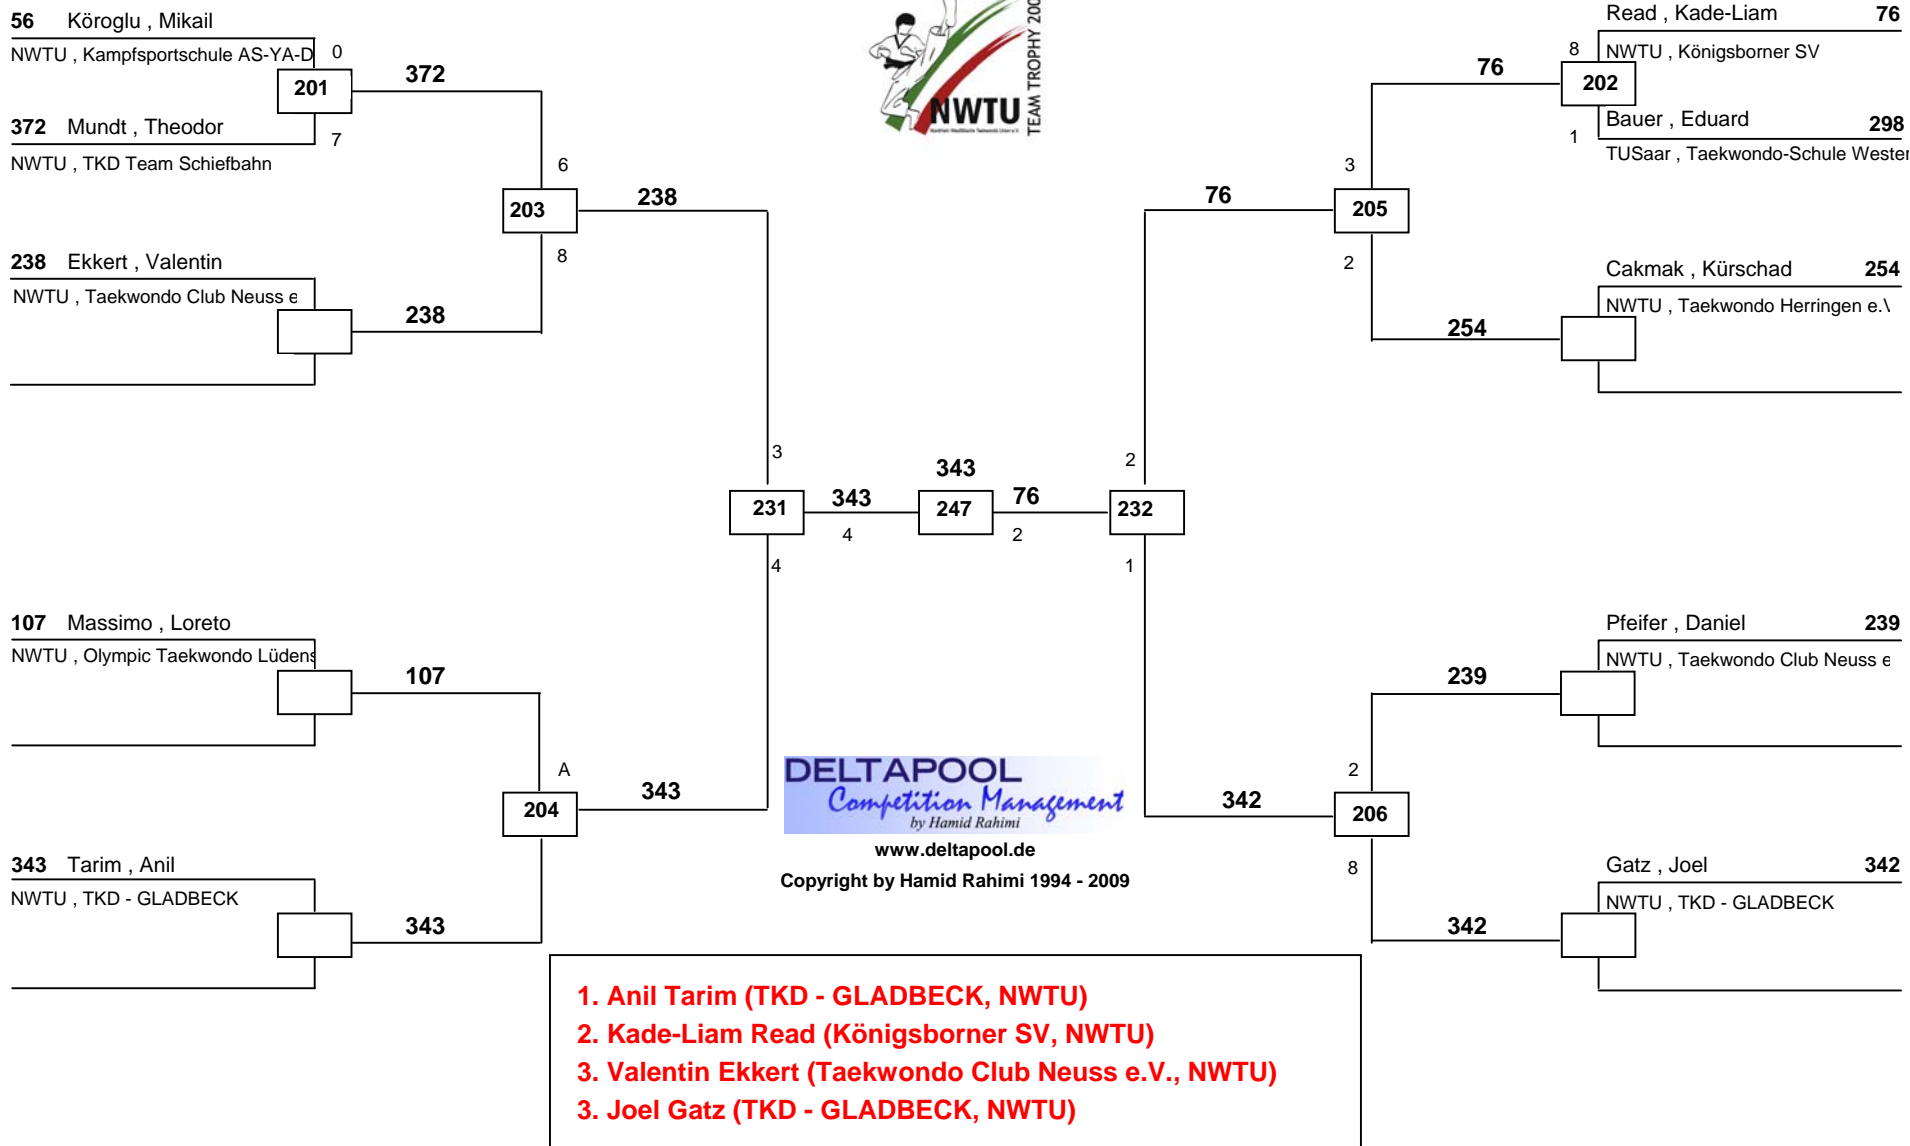 56 Köroglu , Mikail
NWTU , Kampfsportschule AS-YA-D
0
201
372
372 Mundt , Theodor
7
NWTU , TKD Team Schiefbahn
6
203
238
8
238 Ekkert , Valentin
NWTU , Taekwondo Club Neuss e
238
3
231
343
4
4
107 Massimo , Loreto
NWTU , Olympic Taekwondo Lüdens
107
A
204
343
343 Tarim , Anil
NWTU , TKD - GLADBECK
343
NWTU
TEAM TROPHY 200
343
247
76
2
Read , Kade-Liam 76
8
NWTU , Königsborner SV
76
202
Bauer , Eduard 298
1
TUSaar , Taekwondo-Schule Wester
3
76
205
2
Cakmak , Kürschad 254
NWTU , Taekwondo Herringen e.\
254
2
232
1
Pfeifer , Daniel 239
NWTU , Taekwondo Club Neuss e
239
2
342
206
8
Gatz , Joel 342
NWTU , TKD - GLADBECK
342
DELTAPOOL
Competition Management
by Hamid Rahimi
www.deltapool.de
Copyright by Hamid Rahimi 1994 - 2009
1. Anil Tarim (TKD - GLADBECK, NWTU)
2. Kade-Liam Read (Königsborner SV, NWTU)
3. Valentin Ekkert (Taekwondo Club Neuss e.V., NWTU)
3. Joel Gatz (TKD - GLADBECK, NWTU)